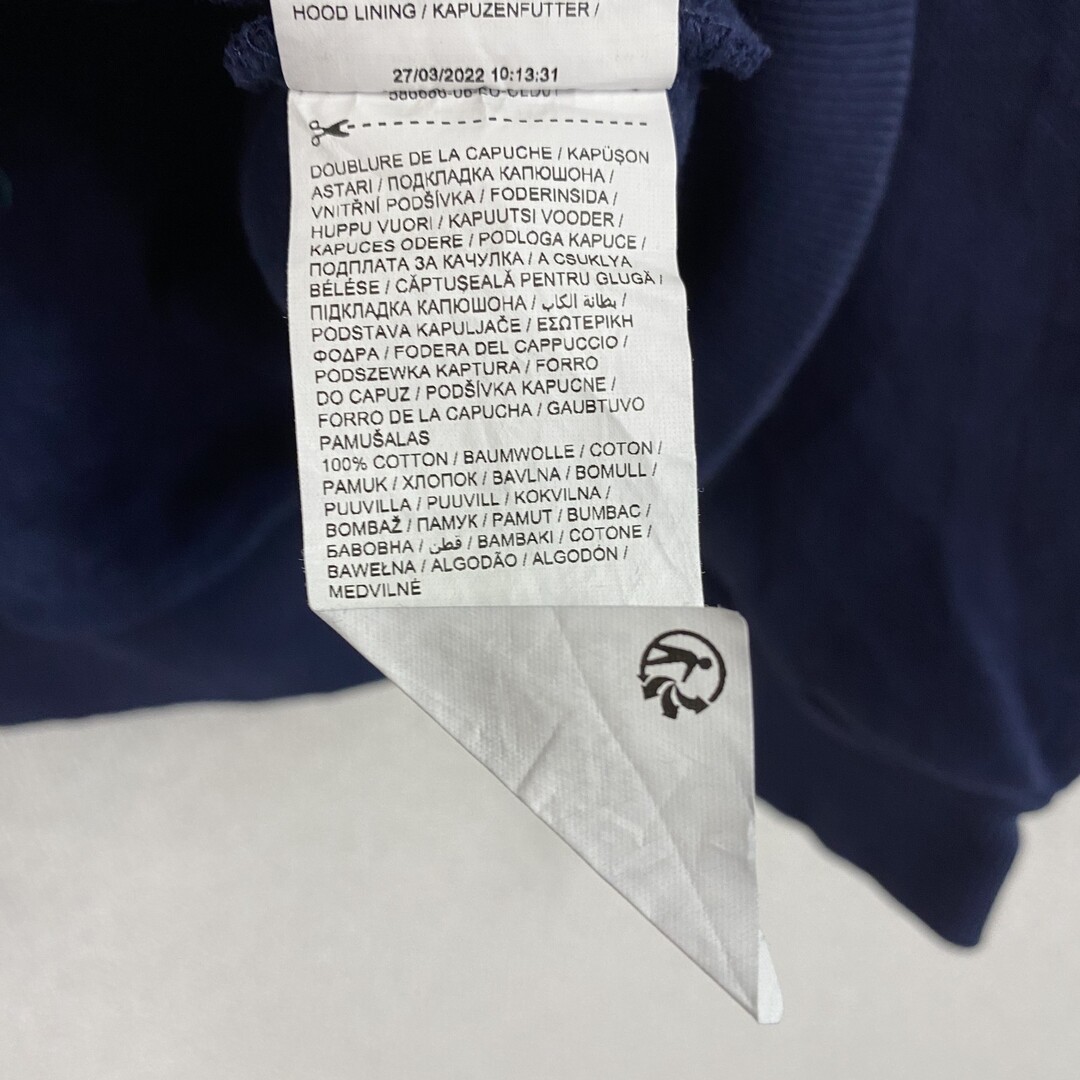 HOOD LINING / KAPUZENFUTTER /
27/03/2022 10:13:31
DOUBLURE DE LA CAPUCHE / KAPÜŞON
ASTARI / ПОДКЛАДКА КАПЮШОНА /
VNITŘNÍ PODŠÍVKA / FODERINSIDA /
HUPPU VUORI / KAPUUTSI VOODER /
KAPUCES ODERE / PODLOGA KAPUCE /
ПОДПЛАТА ЗА КАЧУЛКА / A CSUKLYA
BÉLÉSE / CĂPTUŞEALĂ PENTRU GLUGĂ /
ПІДКЛАДКА КАПЮШОНА / بطانة الكاب /
PODSTAVA KAPULJAČE / ΕΣΩΤΕΡΙΚΗ
ΦΟΔΡΑ / FODERA DEL CAPPUCCIO /
PODSZEWKA KAPTURA / FORRO
DO CAPUZ / PODŠÍVKA KAPUCNE /
FORRO DE LA CAPUCHA / GAUBTUVO
PAMUŠALAS
100% COTTON / BAUMWOLLE / COTON /
PAMUK / ХЛОПОК / BAVLNA / BOMULL /
PUUVILLA / PUUVILL / KOKVILNA /
BOMBAŽ / ПАМУК / PAMUT / BUMBAC /
БАВОВНА / قطن / BAMBAKI / COTONE /
BAWEŁNA / ALGODÃO / ALGODÓN /
MEDVILNĖ